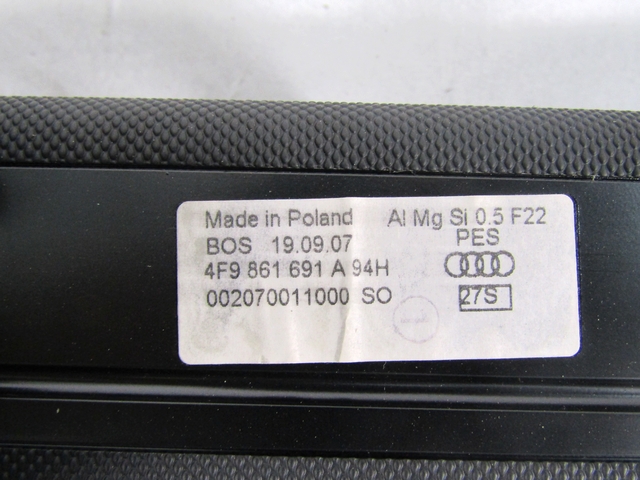 Made in Poland Al Mg Si 0.5 F22
BOS 19.09.07 PES
4F9 861 691 A 94H
002070011000 SO 27S
1